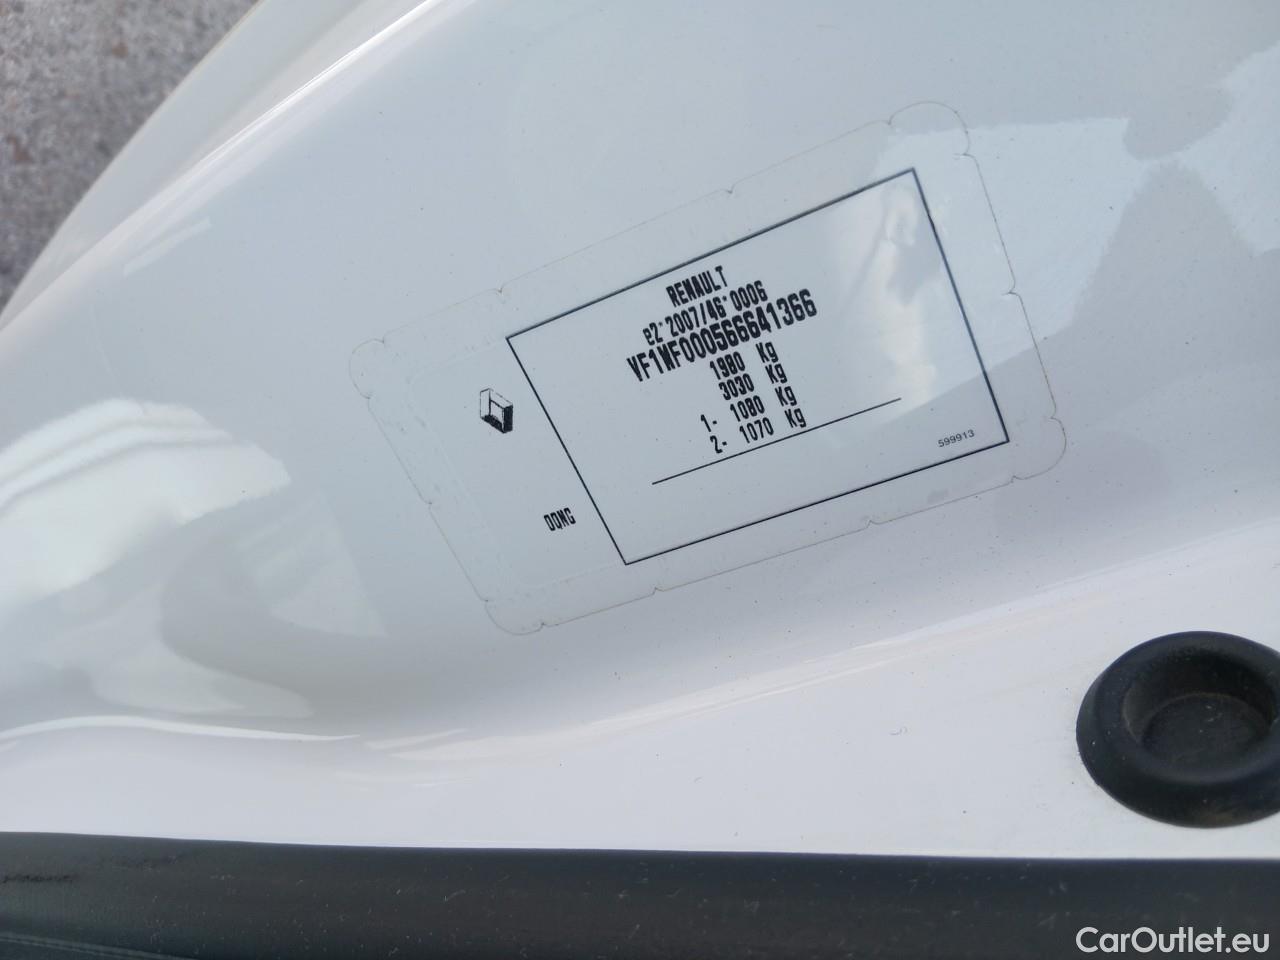 RENAULT
e2*2007/46*0006
VF1MF000566641366
1980 Kg
3030 Kg
1- 1080 Kg
2- 1070 Kg
599913
DQNG
CarOutlet.eu